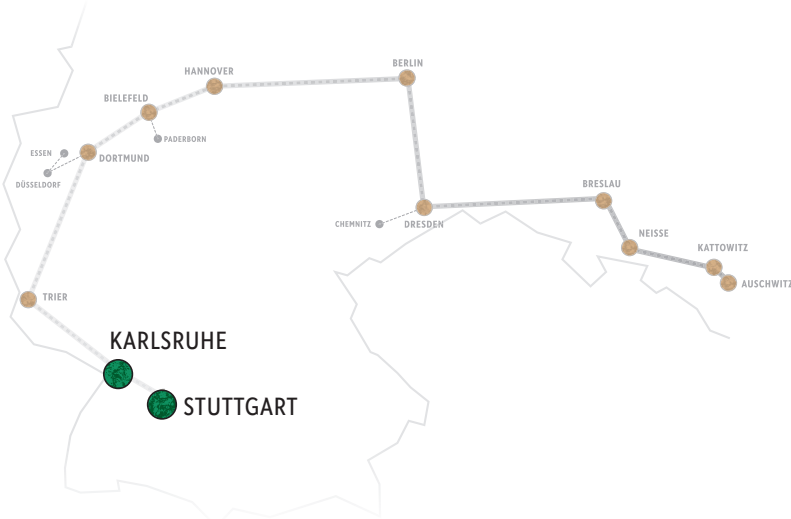 BERLIN
HANNOVER
BIELEFELD
PADERBORN
ESSEN
DORTMUND
DÜSSELDORF
BRESLAU
CHEMNITZ
DRESDEN
NEISSE
KATTOWITZ
AUSCHWITZ
TRIER
KARLSRUHE
STUTTGART